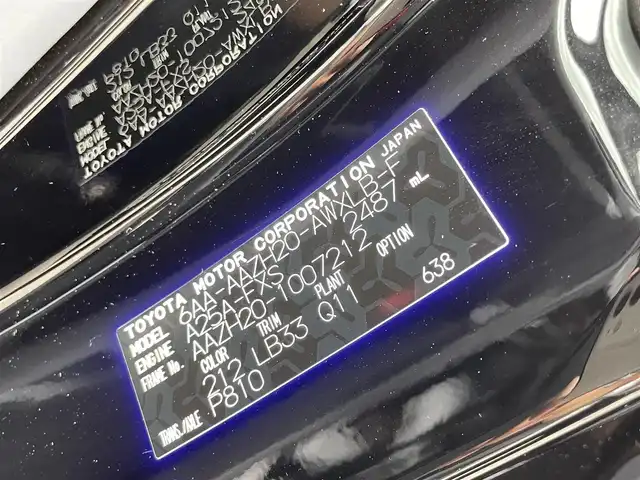 TOYOTA MOTOR CORPORATION JAPAN
MODEL 6AA-AAZH20-AWXLB-F
ENGINE A25A-FXS 2487 mL
FRAME No. AAZH20-1007212
COLOR TRIM PLANT OPTION
212 LB33 Q11 638
TRANS./AXLE P810